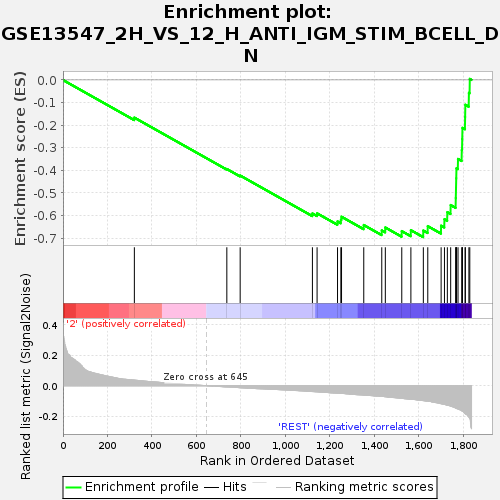 Enrichment plot:
GSE13547_2H_VS_12_H_ANTI_IGM_STIM_BCELL_D
N
Enrichment score (ES)
0.0
-0.1
-0.2
-0.3
-0.4
-0.5
-0.6
-0.7
Ranked list metric (Signal2Noise)
0.4
0.2
0.0
-0.2
'2' (positively correlated)
Zero cross at 645
'REST' (negatively correlated)
0 200 400 600 800 1,000 1,200 1,400 1,600 1,800
Rank in Ordered Dataset
Enrichment profile Hits Ranking metric scores